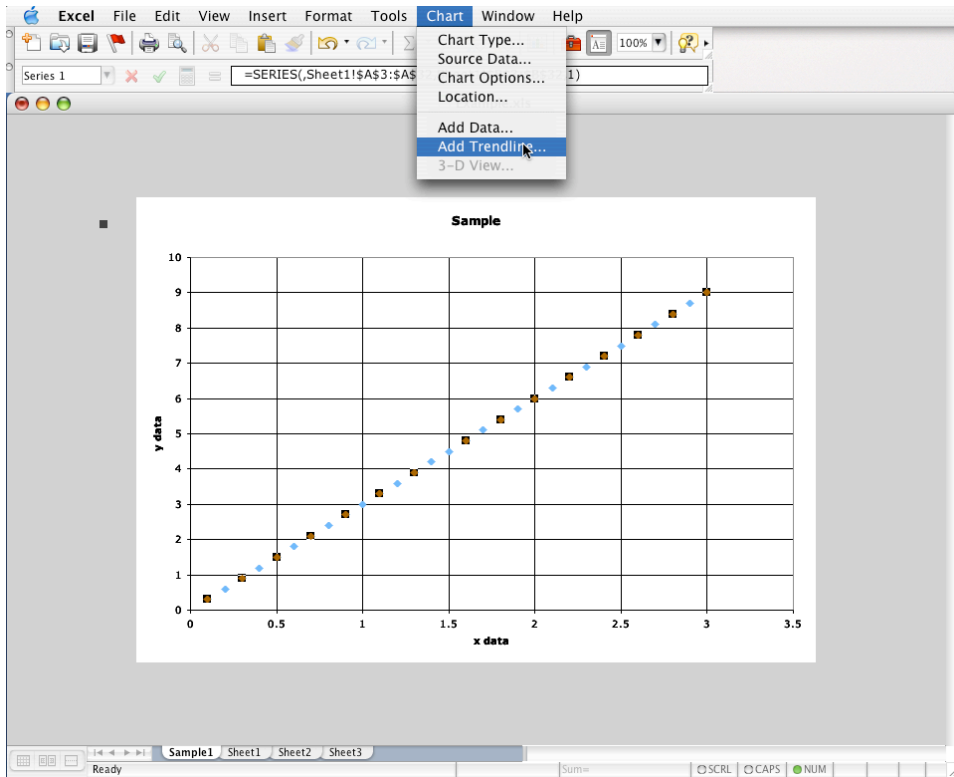 Excel File Edit View Insert Format Tools Chart Window Help
100%
Series 1 =SERIES(,Sheet1!$A$3:$A$ 1)
Chart Type...
Source Data...
Chart Options...
Location...
Add Data...
Add Trendline...
3-D View...
Sample
10
9
8
7
6
5
4
3
2
1
0
y data
0 0.5 1 1.5 2 2.5 3 3.5
x data
Sample1 Sheet1 Sheet2 Sheet3
Ready Sum= SCRL CAPS NUM